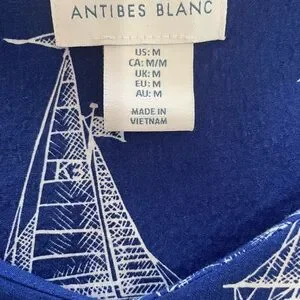 ANTIBES BLANC
US: M
CA: M/M
UK: M
EU: M
AU: M
MADE IN
VIETNAM
K3